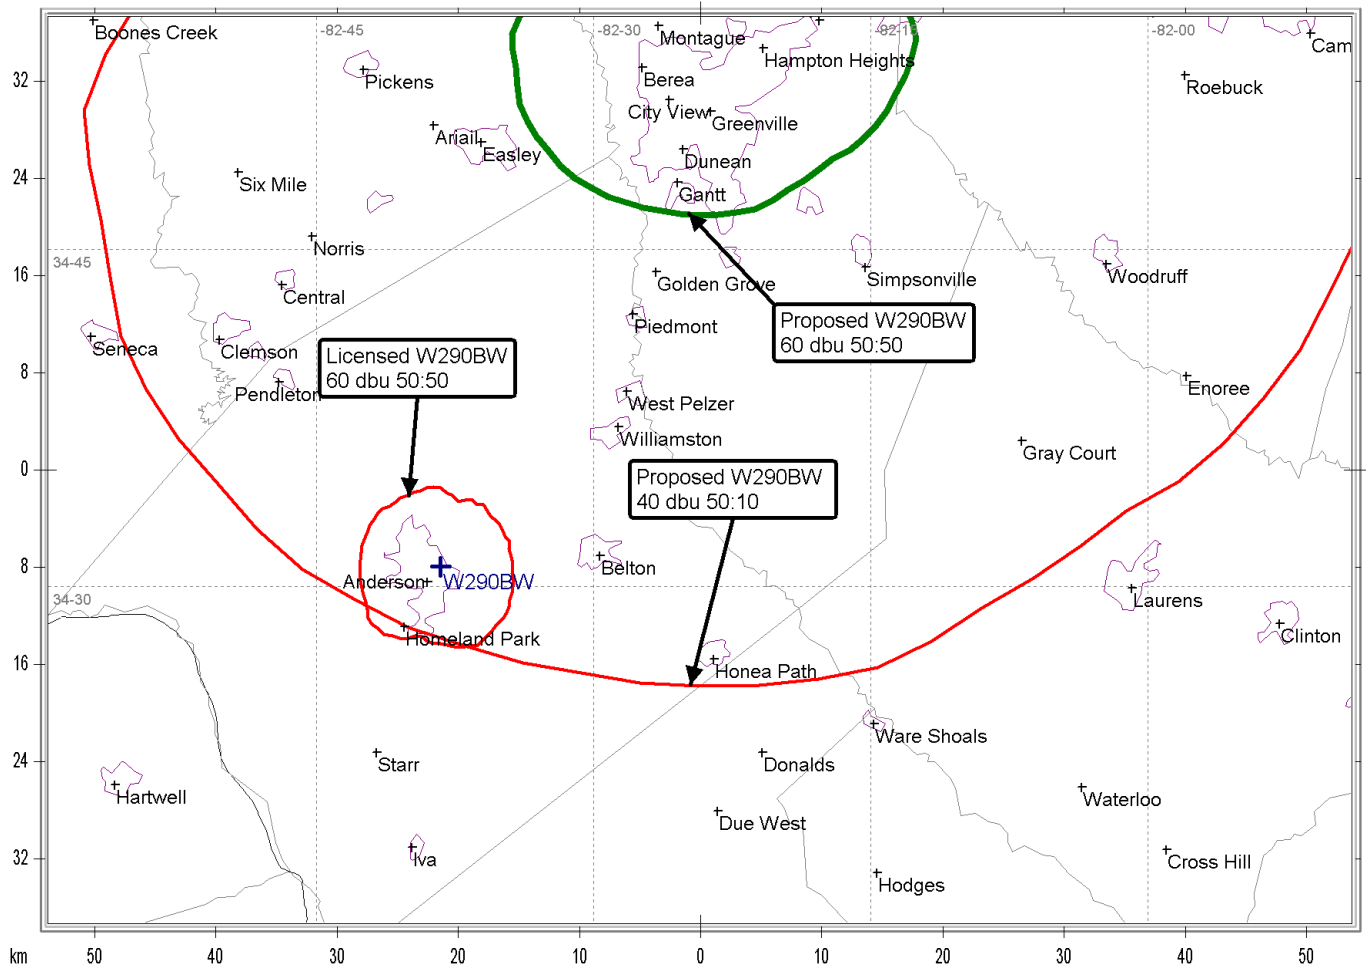 Boones Creek
-82-45
-82-30
-82-15
-82-00
Montague
Hampton Heights
Cam
32
Pickens
Berea
Roebuck
City View
Greenville
Ariail
Easley
Dunean
24
Six Mile
Gantt
Norris
34-45
16
Central
Golden Grove
Simpsonville
Woodruff
Piedmont
Proposed W290BW
60 dbu 50:50
Seneca
Clemson
Licensed W290BW
60 dbu 50:50
8
Pendleton
West Pelzer
Enoree
Williamston
Gray Court
0
Proposed W290BW
40 dbu 50:10
8
Belton
Anderson
W290BW
34-30
Laurens
Homeland Park
Clinton
16
Honea Path
Ware Shoals
24
Starr
Donalds
Hartwell
Waterloo
Due West
32
Iva
Cross Hill
Hodges
km
50
40
30
20
10
0
10
20
30
40
50